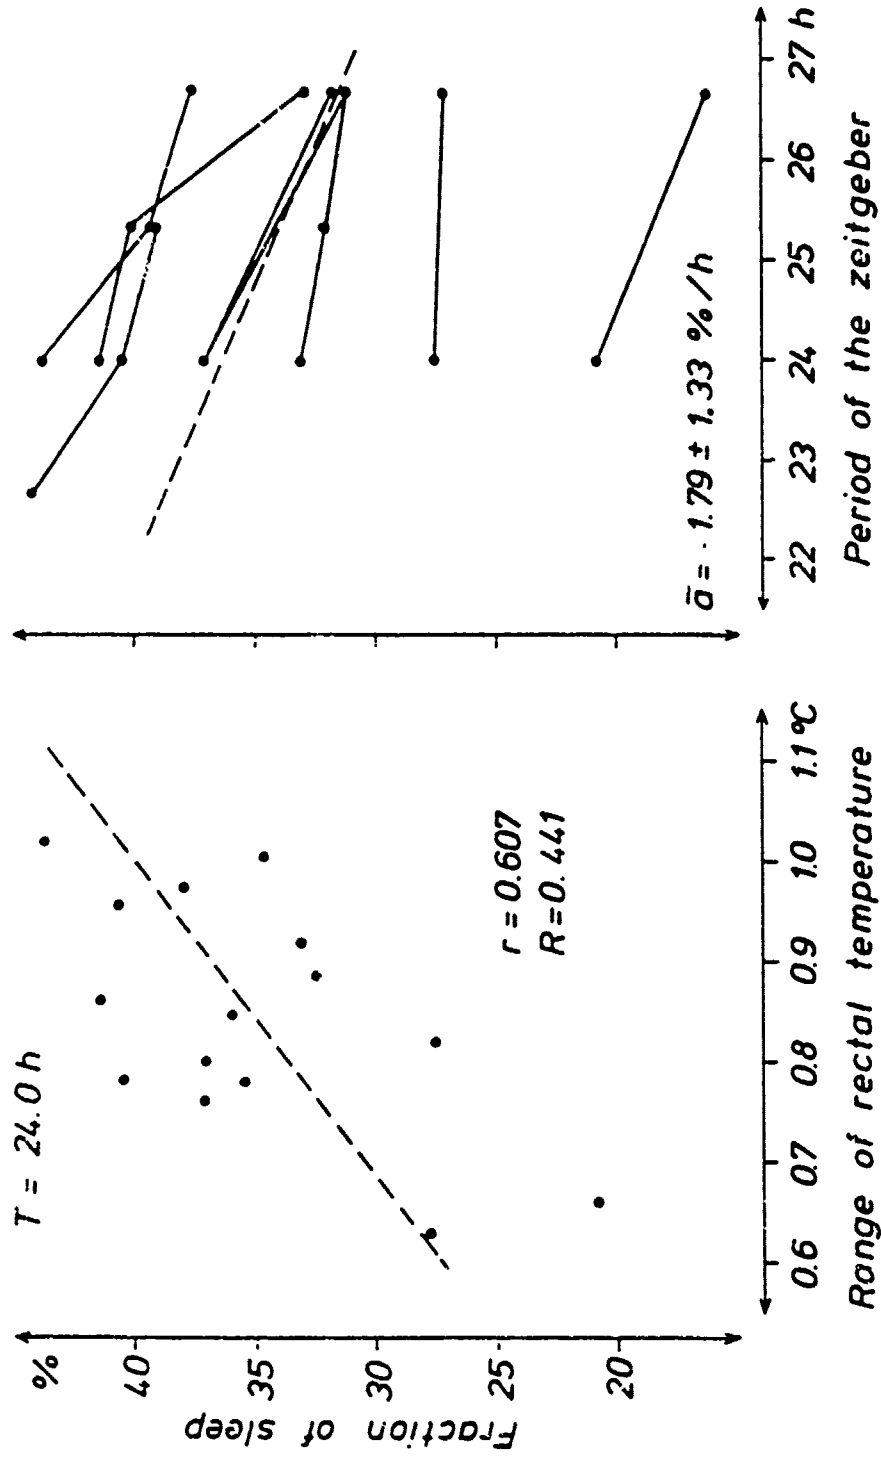 T = 24.0 h
%
40
35
30
25
20
Fraction of sleep
r = 0.607
R = 0.441
0.6 0.7 0.8 0.9 1.0 1.1 °C
Range of rectal temperature
ā = - 1.79 ± 1.33 %/h
22 23 24 25 26 27 h
Period of the zeitgeber